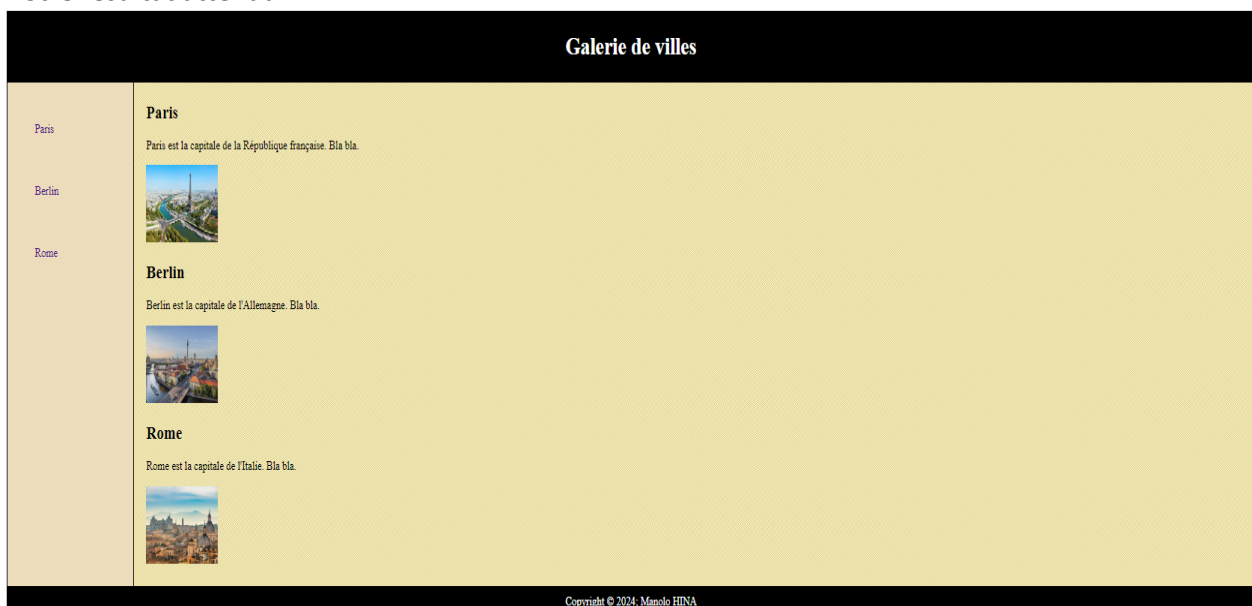 Galerie de villes
Paris
Berlin
Rome
Paris
Paris est la capitale de la République française. Bla bla.
Berlin
Berlin est la capitale de l'Allemagne. Bla bla.
Rome
Rome est la capitale de l'Italie. Bla bla.
Copyright © 2024: Manolo HINA